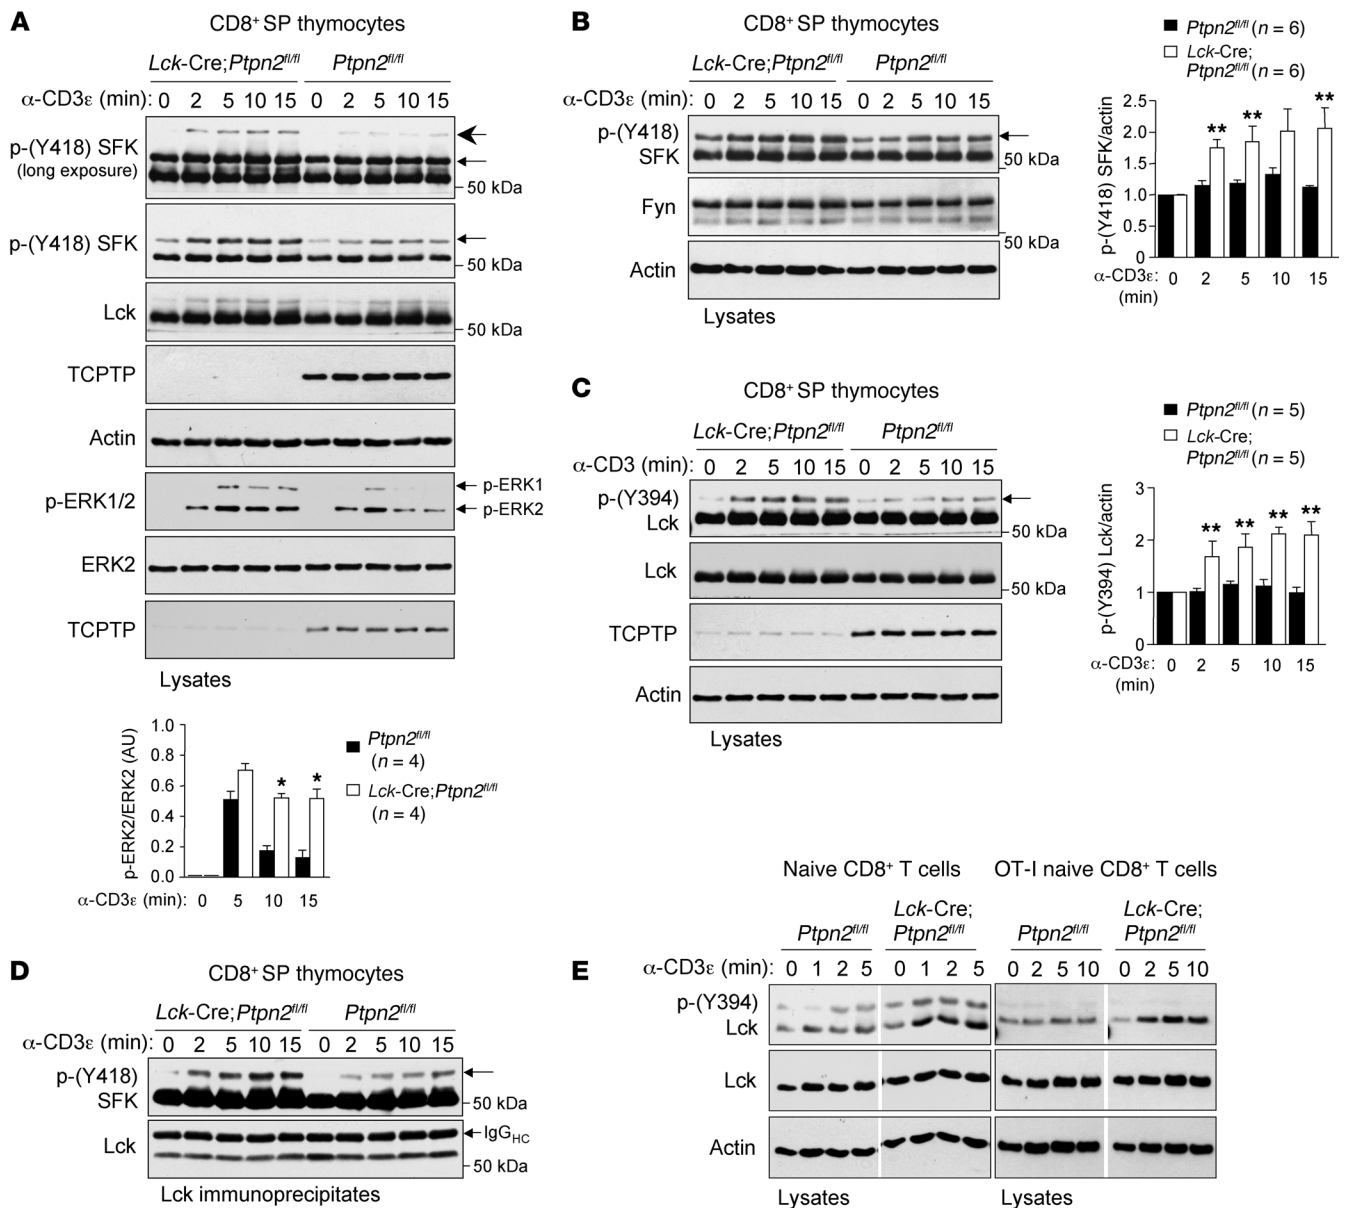 A
CD8+ SP thymocytes
Lck-Cre;Ptpn2fl/fl Ptpn2fl/fl
α-CD3ε (min): 0 2 5 10 15 0 2 5 10 15
p-(Y418) SFK
(long exposure)
50 kDa
p-(Y418) SFK
50 kDa
Lck
50 kDa
TCPTP
Actin
p-ERK1/2
p-ERK1
p-ERK2
ERK2
TCPTP
Lysates
p-ERK2/ERK2 (AU)
1.0
0.8
0.6
0.4
0.2
0.0
* *
α-CD3ε (min): 0 5 10 15
Ptpn2fl/fl
(n = 4)
Lck-Cre;Ptpn2fl/fl
(n = 4)
B
CD8+ SP thymocytes
Lck-Cre;Ptpn2fl/fl Ptpn2fl/fl
α-CD3ε (min): 0 2 5 10 15 0 2 5 10 15
p-(Y418)
SFK
50 kDa
Fyn
50 kDa
Actin
Lysates
Ptpn2fl/fl (n = 6)
Lck-Cre;
Ptpn2fl/fl (n = 6)
p-(Y418) SFK/actin
2.5
2.0
1.5
1.0
0.5
0
** ** **
α-CD3ε: 0 2 5 10 15
(min)
C
CD8+ SP thymocytes
Lck-Cre;Ptpn2fl/fl Ptpn2fl/fl
α-CD3 (min): 0 2 5 10 15 0 2 5 10 15
p-(Y394)
Lck
50 kDa
Lck
50 kDa
TCPTP
Actin
Lysates
Ptpn2fl/fl (n = 5)
Lck-Cre;
Ptpn2fl/fl (n = 5)
p-(Y394) Lck/actin
3
2
1
0
** ** ** **
α-CD3ε: 0 2 5 10 15
(min)
D
CD8+ SP thymocytes
Lck-Cre;Ptpn2fl/fl Ptpn2fl/fl
α-CD3ε (min): 0 2 5 10 15 0 2 5 10 15
p-(Y418)
SFK
50 kDa
Lck
IgGHC
50 kDa
Lck immunoprecipitates
E
Naive CD8+ T cells OT-I naive CD8+ T cells
Ptpn2fl/fl Lck-Cre; Ptpn2fl/fl Ptpn2fl/fl Lck-Cre; Ptpn2fl/fl
α-CD3ε (min): 0 1 2 5 0 1 2 5 0 2 5 10 0 2 5 10
p-(Y394)
Lck
Lck
Actin
Lysates Lysates